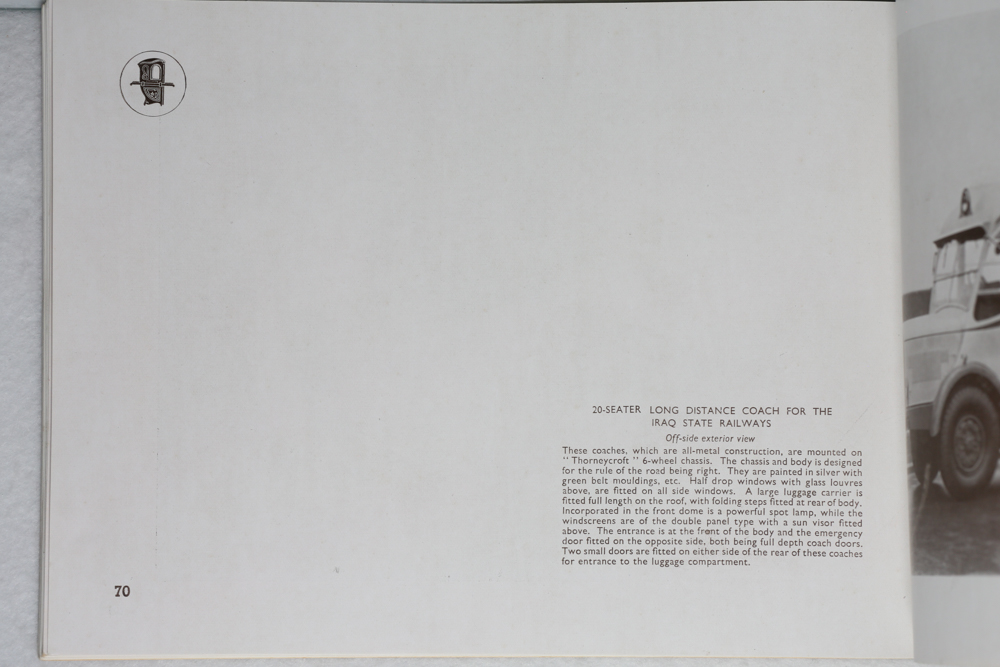 20-SEATER LONG DISTANCE COACH FOR THE
IRAQ STATE RAILWAYS
Off-side exterior view
These coaches, which are all-metal construction, are mounted on
"Thorneycroft" 6-wheel chassis. The chassis and body is designed
for the rule of the road being right. They are painted in silver with
green belt mouldings, etc. Half drop windows with glass louvres
above, are fitted on all side windows. A large luggage carrier is
fitted full length on the roof, with folding steps fitted at rear of body.
Incorporated in the front dome is a powerful spot lamp, while the
windscreens are of the double panel type with a sun visor fitted
above. The entrance is at the front of the body and the emergency
door fitted on the opposite side, both being full depth coach doors.
Two small doors are fitted on either side of the rear of these coaches
for entrance to the luggage compartment.
70